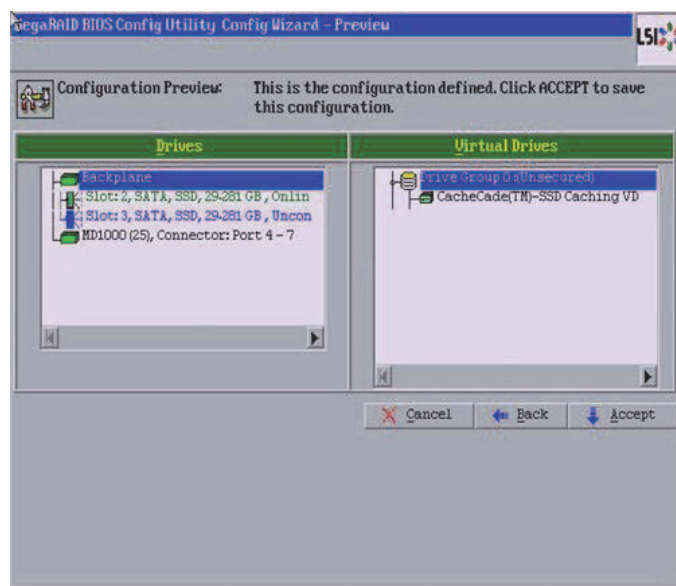 MegaRAID BIOS Config Utility Config Wizard - Preview
LSI
Configuration Preview: This is the configuration defined. Click ACCEPT to save
this configuration.
Drives
Backplane
Slot: 2, SATA, SSD, 29.281 GB, Onlin
Slot: 3, SATA, SSD, 29.281 GB, Uncon
MD1000 (25), Connector: Port 4 - 7
Virtual Drives
Drive Group 0 :(Unsecured)
CacheCade(TM)-SSD Caching VD
Cancel
Back
Accept